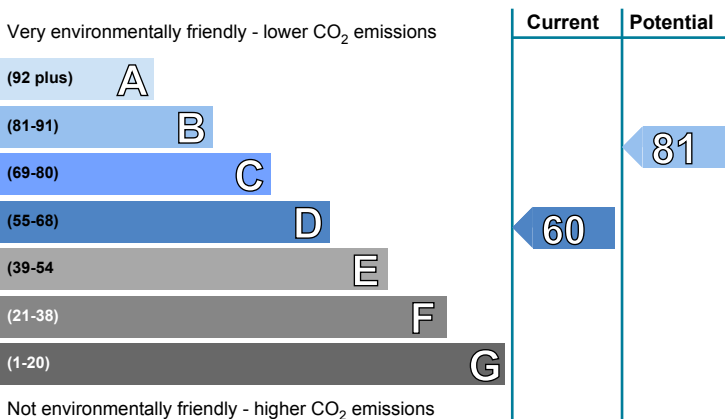 Current Potential
Very environmentally friendly - lower CO2 emissions
(92 plus) A
(81-91) B
81
(69-80) C
(55-68) D
60
(39-54 E
(21-38) F
(1-20) G
Not environmentally friendly - higher CO2 emissions